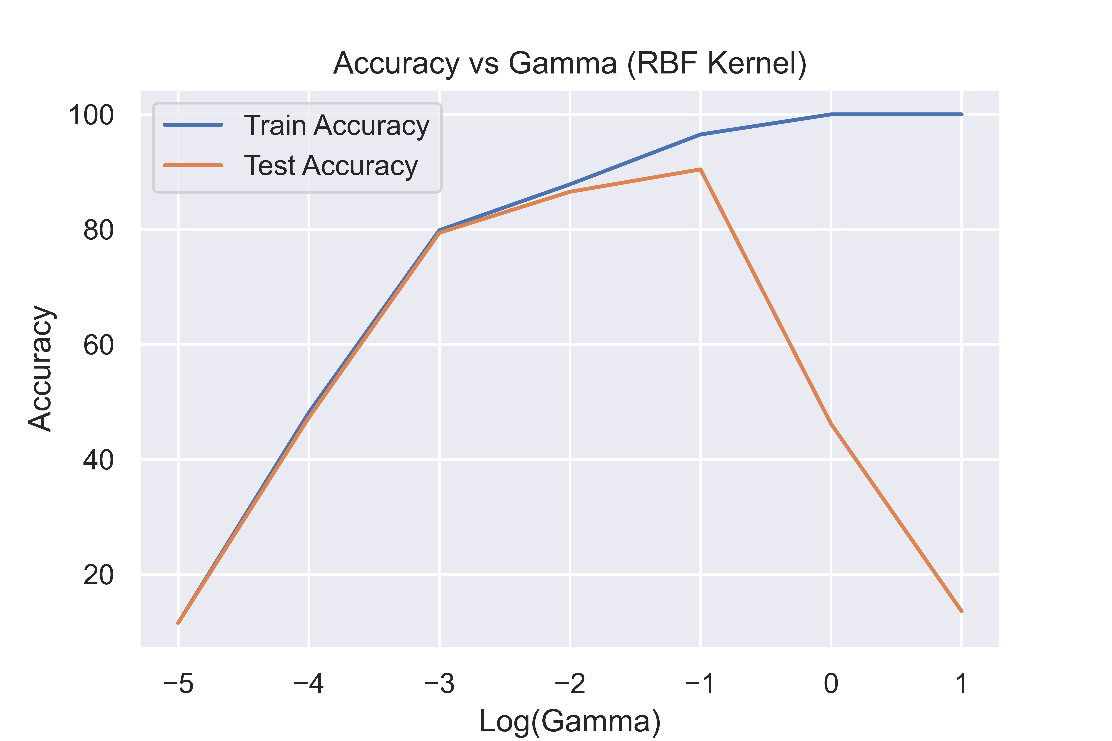 Accuracy vs Gamma (RBF Kernel)
Train Accuracy
Test Accuracy
100
80
60
40
20
Accuracy
−5 −4 −3 −2 −1 0 1
Log(Gamma)